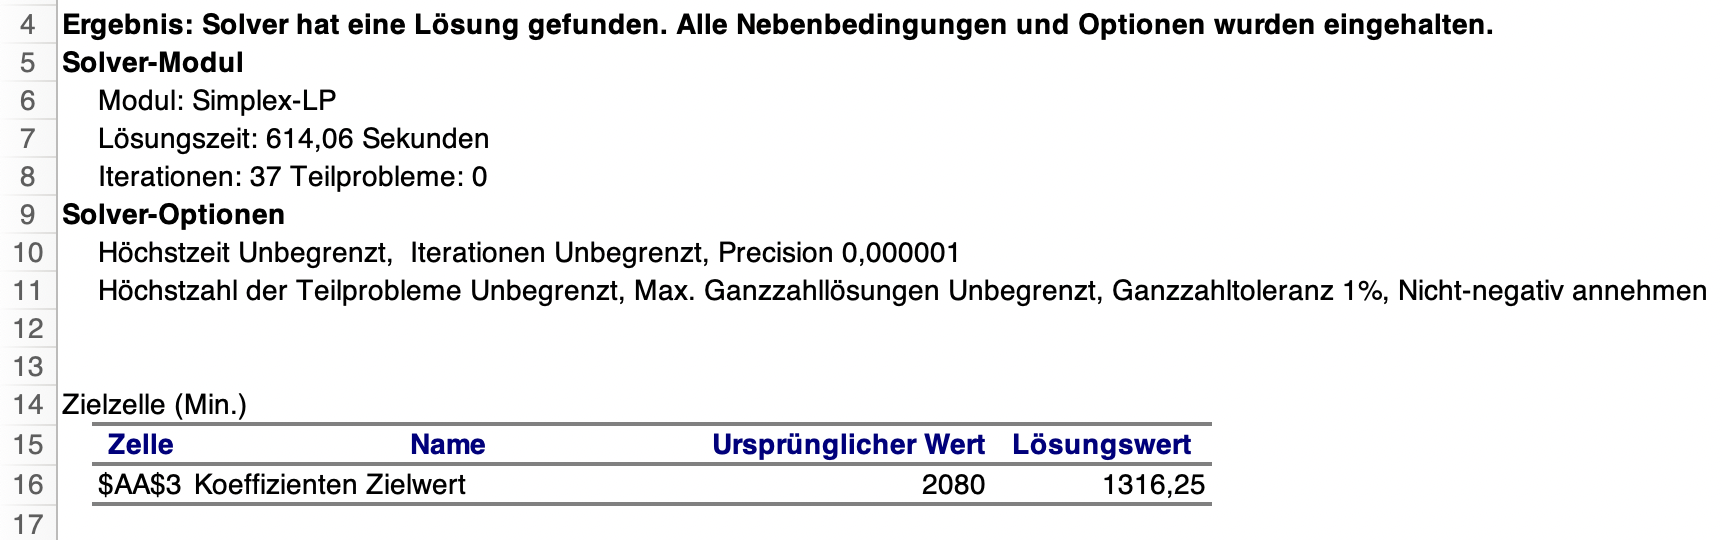 4 Ergebnis: Solver hat eine Lösung gefunden. Alle Nebenbedingungen und Optionen wurden eingehalten.
5 Solver-Modul
6 Modul: Simplex-LP
7 Lösungszeit: 614,06 Sekunden
8 Iterationen: 37 Teilprobleme: 0
9 Solver-Optionen
10 Höchstzeit Unbegrenzt,  Iterationen Unbegrenzt, Precision 0,000001
11 Höchstzahl der Teilprobleme Unbegrenzt, Max. Ganzzahllösungen Unbegrenzt, Ganzzahltoleranz 1%, Nicht-negativ annehmen
12
13
14 Zielzelle (Min.)
15 Zelle Name Ursprünglicher Wert Lösungswert
16 $AA$3 Koeffizienten Zielwert 2080 1316,25
17